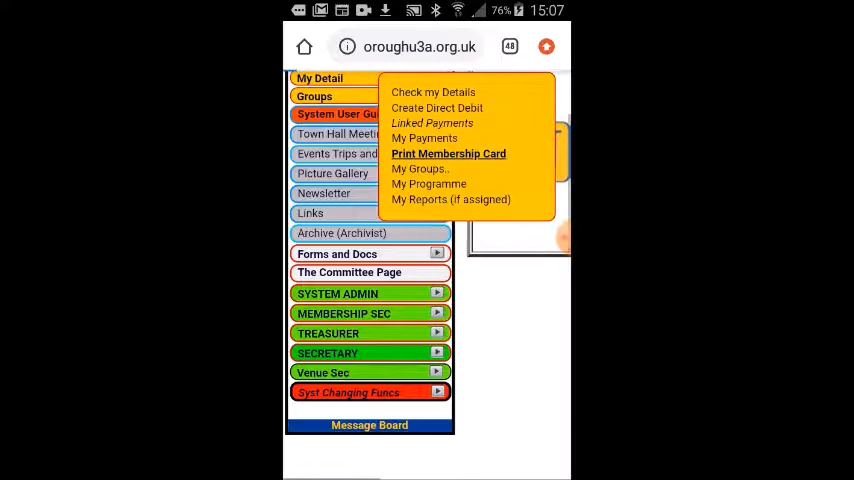 76% 15:07
oroughu3a.org.uk 48
My Detail
Groups
System User Gu
Town Hall Meeti
Events Trips and
Picture Gallery
Newsletter
Links
Archive (Archivist)
Forms and Docs
The Committee Page
SYSTEM ADMIN
MEMBERSHIP SEC
TREASURER
SECRETARY
Venue Sec
Syst Changing Funcs
Message Board
Check my Details
Create Direct Debit
Linked Payments
My Payments
Print Membership Card
My Groups..
My Programme
My Reports (if assigned)